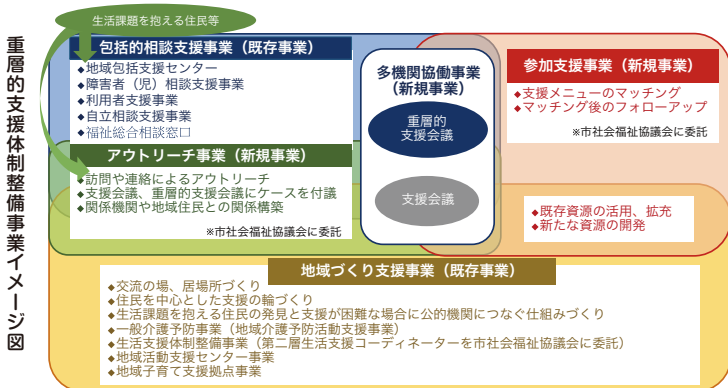 重層的支援体制整備事業イメージ図
生活課題を抱える住民等
包括的相談支援事業（既存事業）
◆地域包括支援センター
◆障害者（児）相談支援事業
◆利用者支援事業
◆自立相談支援事業
◆福祉総合相談窓口
アウトリーチ事業（新規事業）
◆訪問や連絡によるアウトリーチ
◆支援会議、重層的支援会議にケースを付議
◆関係機関や地域住民との関係構築
※市社会福祉協議会に委託
多機関協働事業
（新規事業）
重層的
支援会議
支援会議
参加支援事業（新規事業）
◆支援メニューのマッチング
◆マッチング後のフォローアップ
※市社会福祉協議会に委託
◆既存資源の活用、拡充
◆新たな資源の開発
地域づくり支援事業（既存事業）
◆交流の場、居場所づくり
◆住民を中心とした支援の輪づくり
◆生活課題を抱える住民の発見と支援が困難な場合に公的機関につなぐ仕組みづくり
◆一般介護予防事業（地域介護予防活動支援事業）
◆生活支援体制整備事業（第二層生活支援コーディネーターを市社会福祉協議会に委託）
◆地域活動支援センター事業
◆地域子育て支援拠点事業